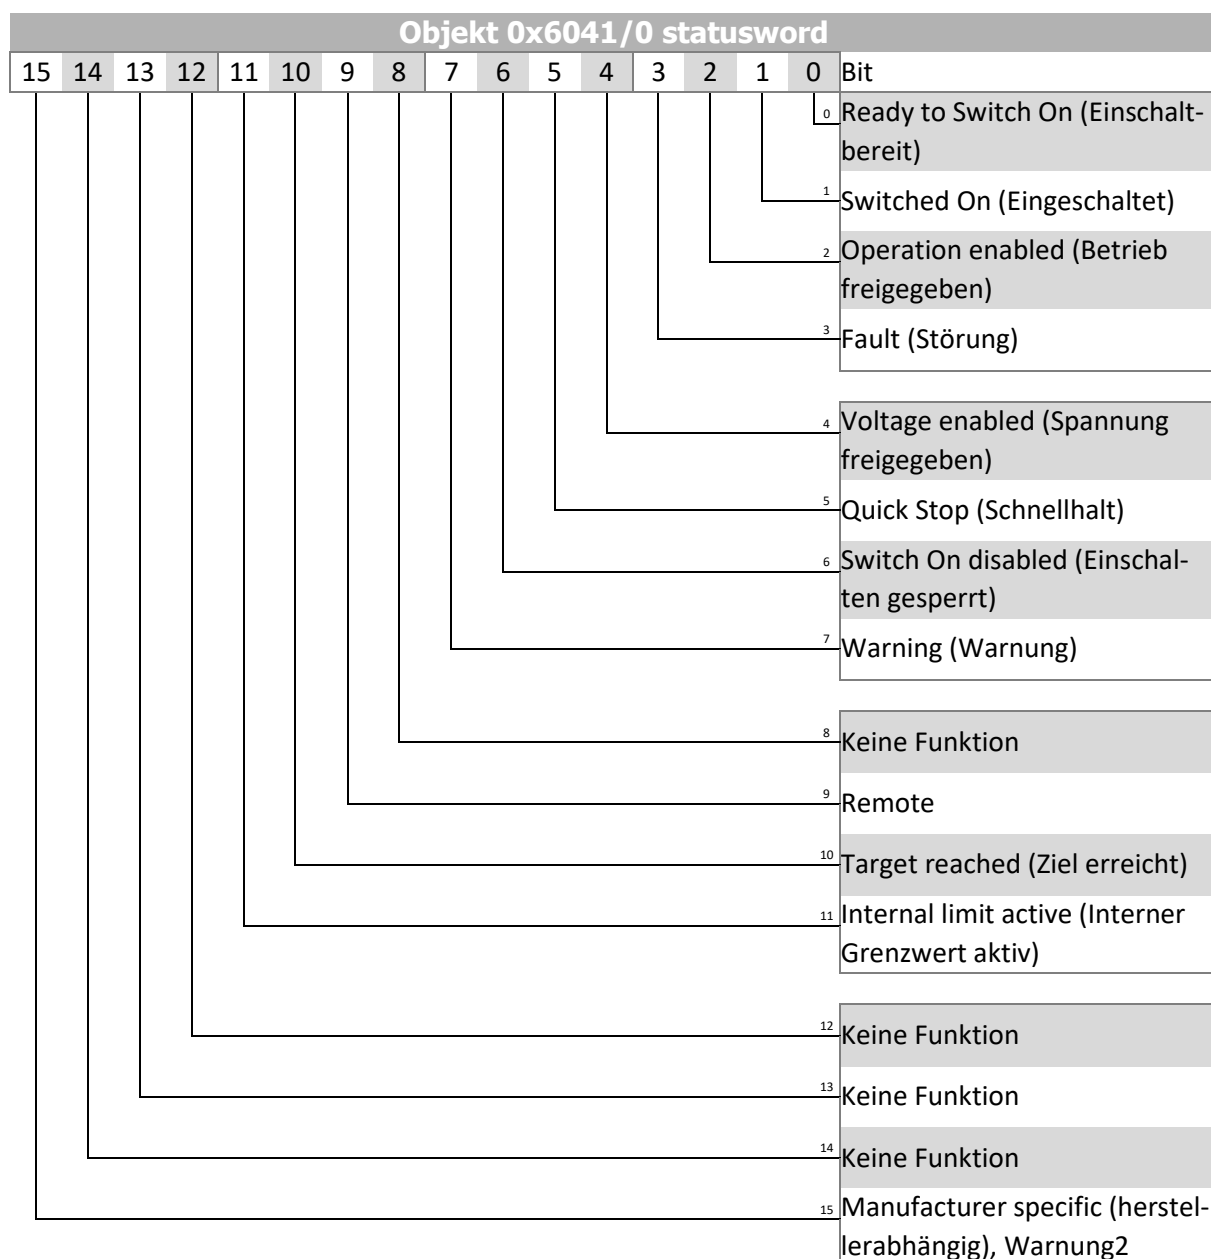 Objekt 0x6041/0 statusword
15 14 13 12 11 10 9 8 7 6 5 4 3 2 1 0 Bit
0 Ready to Switch On (Einschalt-
bereit)
1 Switched On (Eingeschaltet)
2 Operation enabled (Betrieb
freigegeben)
3 Fault (Störung)
4 Voltage enabled (Spannung
freigegeben)
5 Quick Stop (Schnellhalt)
6 Switch On disabled (Einschal-
ten gesperrt)
7 Warning (Warnung)
8 Keine Funktion
9 Remote
10 Target reached (Ziel erreicht)
11 Internal limit active (Interner
Grenzwert aktiv)
12 Keine Funktion
13 Keine Funktion
14 Keine Funktion
15 Manufacturer specific (herstel-
lerabhängig), Warnung2